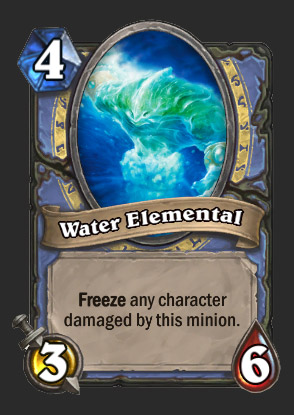 4
Water Elemental
Freeze any character
damaged by this minion.
3
6